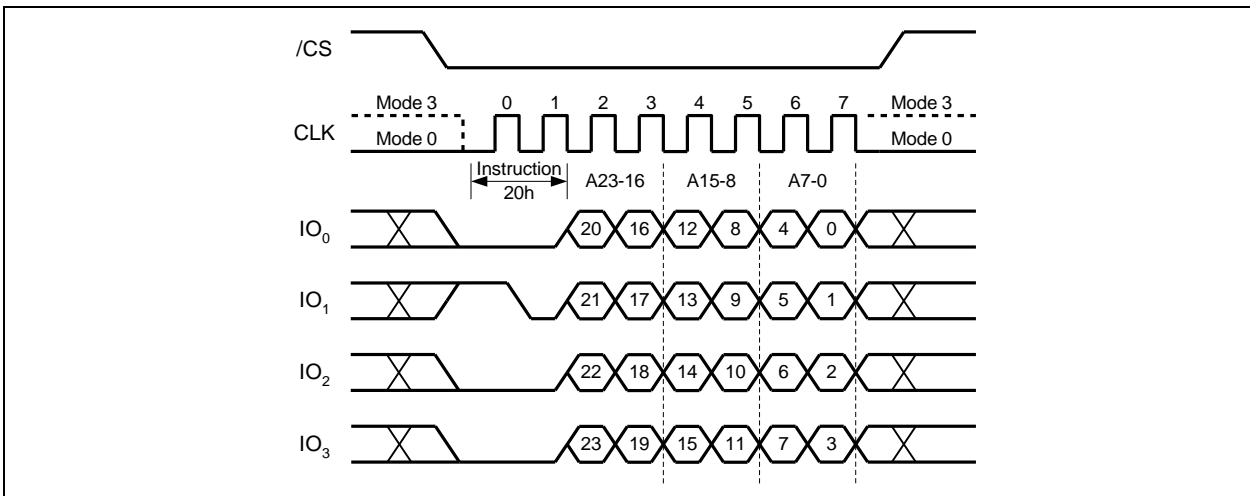 /CS
Mode 3 0 1 2 3 4 5 6 7 Mode 3
CLK
Mode 0 Mode 0
Instruction
A23-16 A15-8 A7-0
20h
IO0 20 16 12 8 4 0
IO1 21 17 13 9 5 1
IO2 22 18 14 10 6 2
IO3 23 19 15 11 7 3